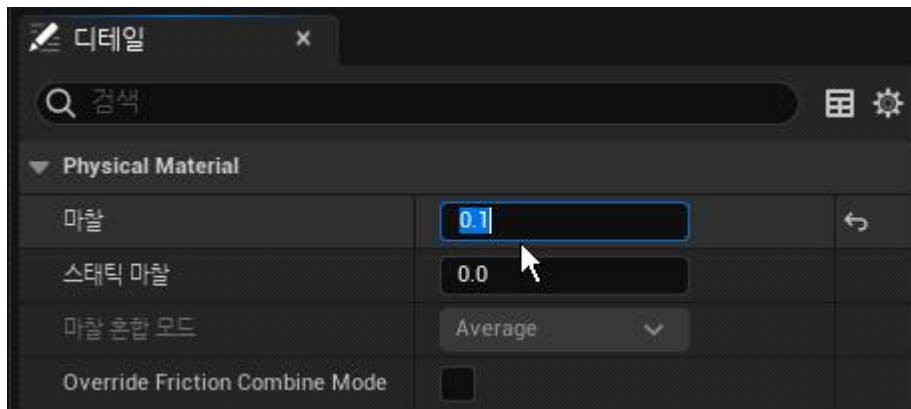 디테일
검색
Physical Material
마찰 0.1
스태틱 마찰 0.0
마찰 혼합 모드 Average
Override Friction Combine Mode